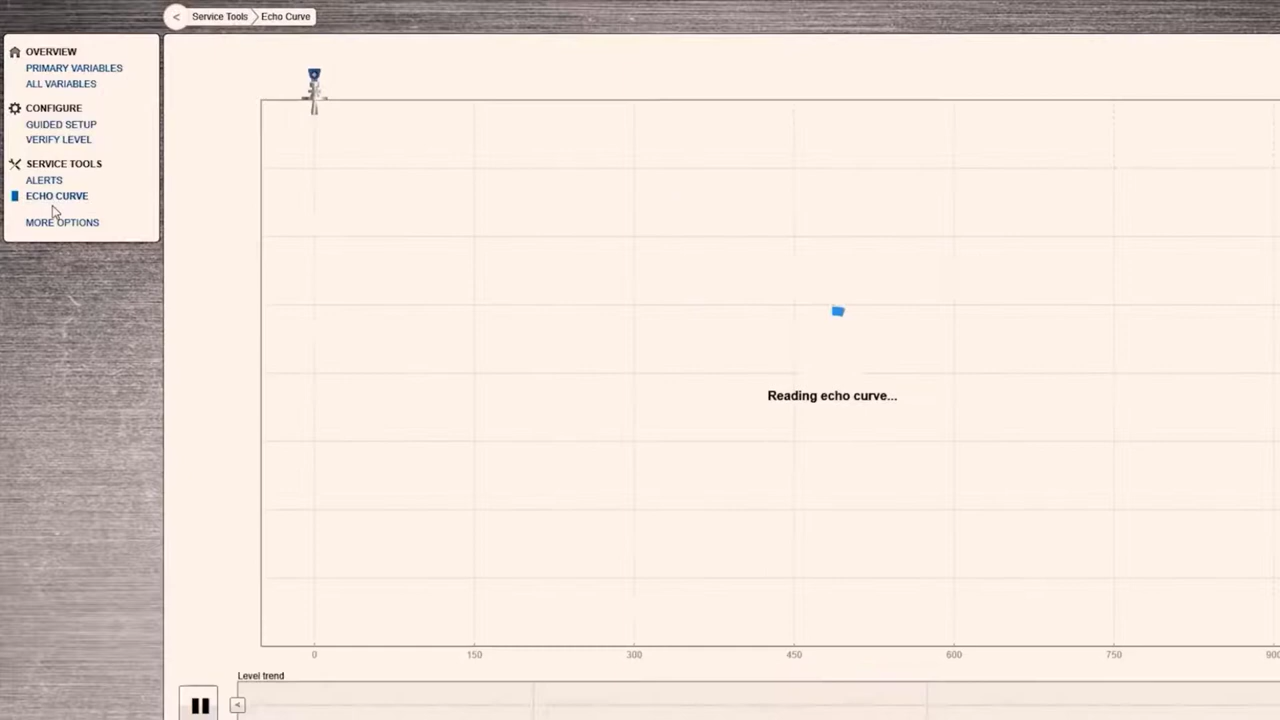 < Service Tools Echo Curve
OVERVIEW
PRIMARY VARIABLES
ALL VARIABLES
CONFIGURE
GUIDED SETUP
VERIFY LEVEL
SERVICE TOOLS
ALERTS
ECHO CURVE
MORE OPTIONS
Reading echo curve...
0 150 300 450 600 750 900
Level trend
<